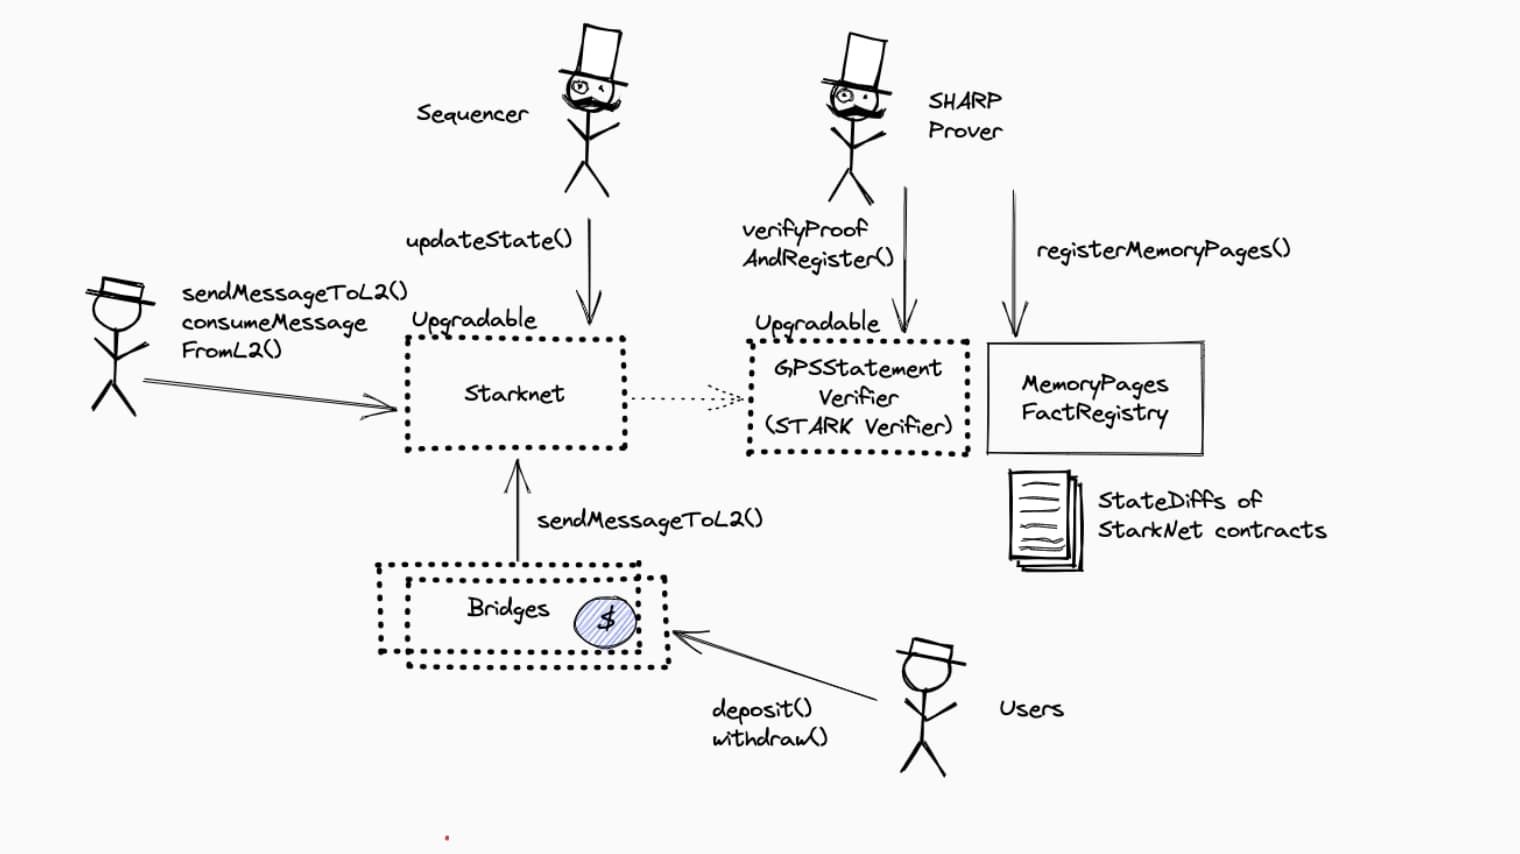 Sequencer
SHARP
Prover
updateState()
verifyProof
AndRegister()
registerMemoryPages()
sendMessageToL2()
consumeMessage
FromL2()
Upgradable
Upgradable
Starknet
GPSStatement
Verifier
(STARK Verifier)
MemoryPages
FactRegistry
StateDiffs of
StarkNet contracts
sendMessageToL2()
Bridges
$
deposit()
withdraw()
Users